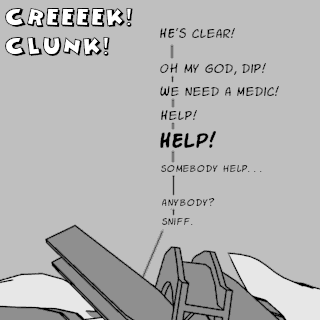 CREEEEK!
CLUNK!
HE'S CLEAR!
OH MY GOD, DIP!
WE NEED A MEDIC!
HELP!
HELP!
SOMEBODY HELP...
ANYBODY?
SNIFF.